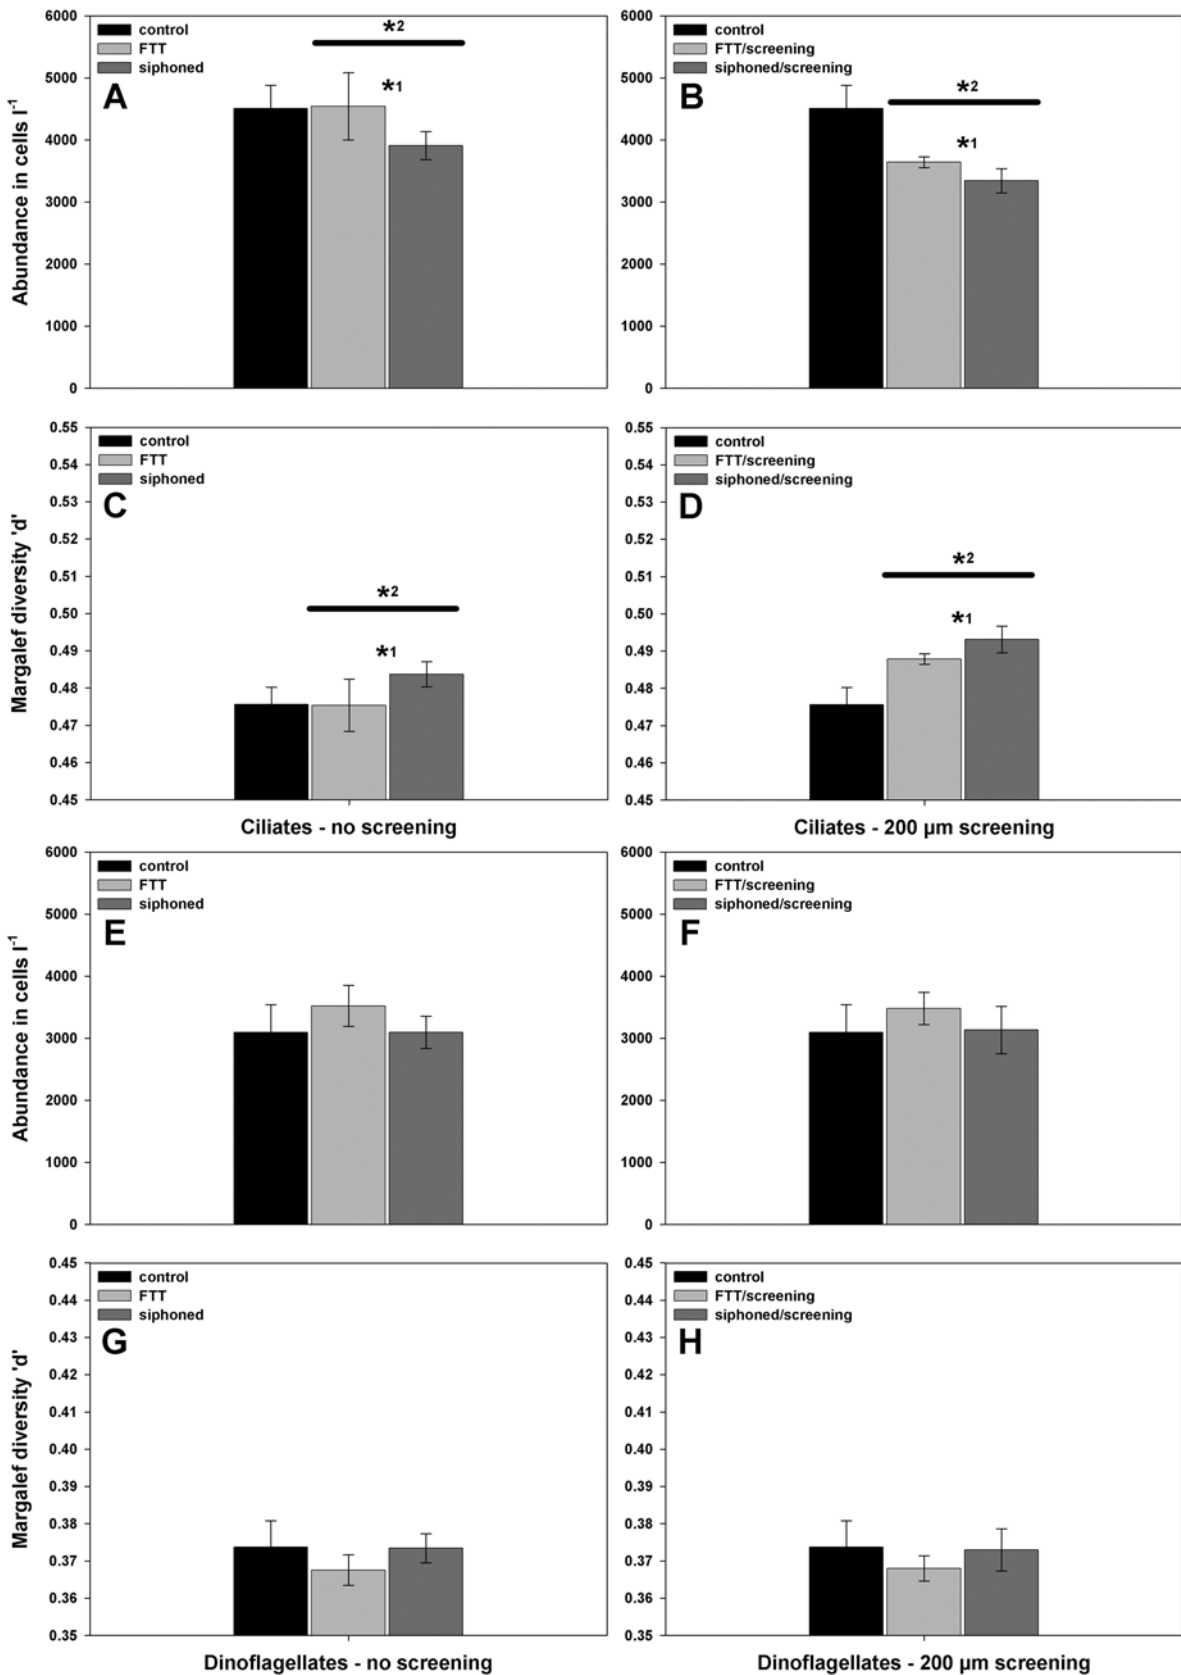 control
FTT
siphoned
A
*2
*1
Abundance in cells l-1
6000
5000
4000
3000
2000
1000
0
control
FTT/screening
siphoned/screening
B
*2
*1
6000
5000
4000
3000
2000
1000
0
control
FTT
siphoned
C
*2
*1
Margalef diversity 'd'
0.55
0.54
0.53
0.52
0.51
0.50
0.49
0.48
0.47
0.46
0.45
Ciliates - no screening
control
FTT/screening
siphoned/screening
D
*2
*1
0.55
0.54
0.53
0.52
0.51
0.50
0.49
0.48
0.47
0.46
0.45
Ciliates - 200 µm screening
control
FTT
siphoned
E
Abundance in cells l-1
6000
5000
4000
3000
2000
1000
0
control
FTT/screening
siphoned/screening
F
6000
5000
4000
3000
2000
1000
0
control
FTT
siphoned
G
Margalef diversity 'd'
0.45
0.44
0.43
0.42
0.41
0.40
0.39
0.38
0.37
0.36
0.35
Dinoflagellates - no screening
control
FTT/screening
siphoned/screening
H
0.45
0.44
0.43
0.42
0.41
0.40
0.39
0.38
0.37
0.36
0.35
Dinoflagellates - 200 µm screening